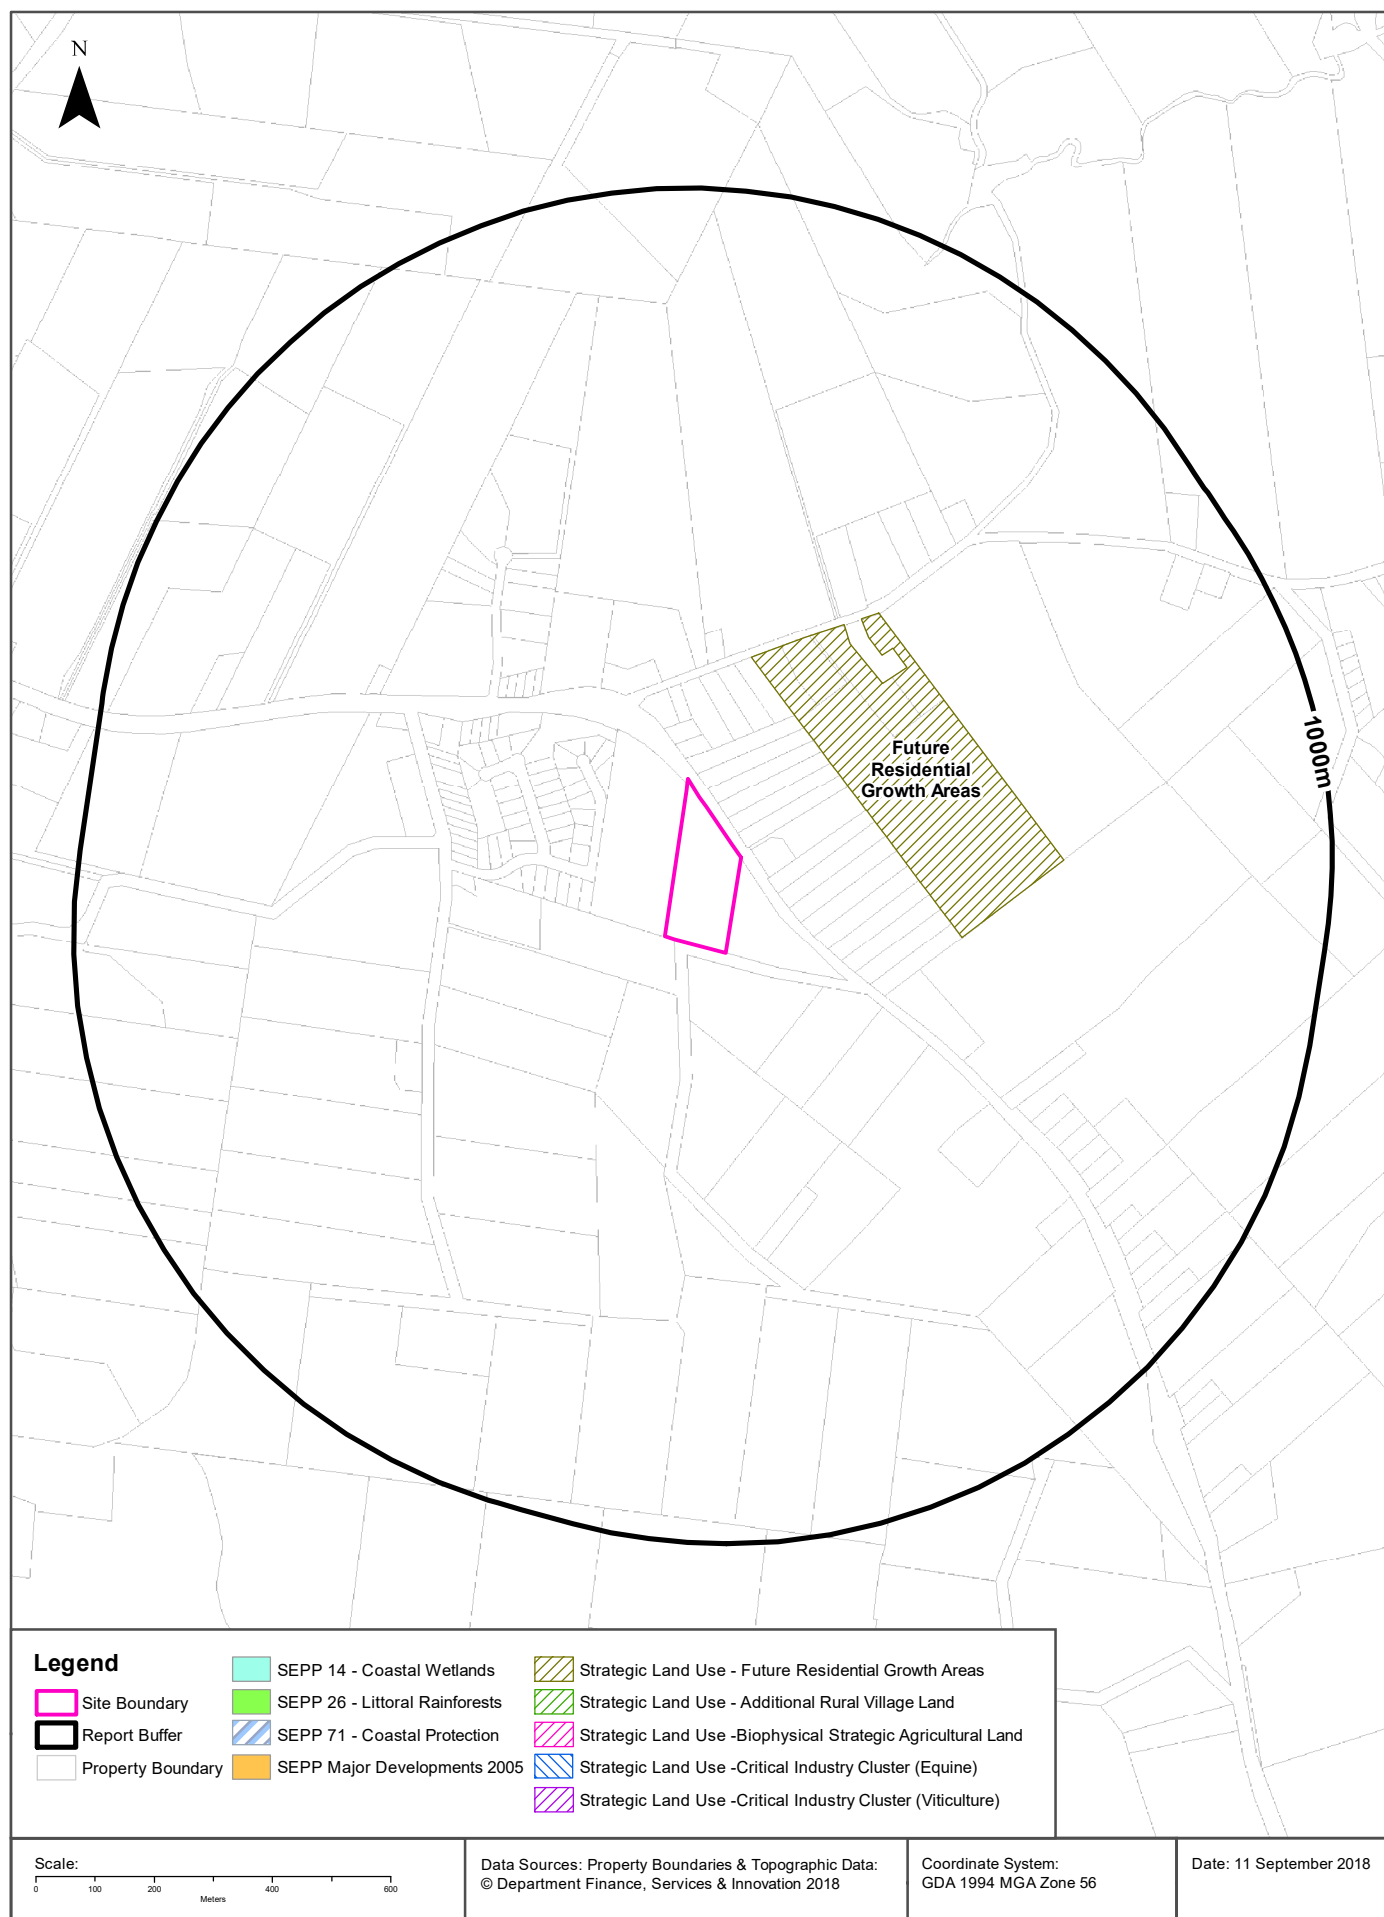 N
Future
Residential
Growth Areas
1000m
Legend
Site Boundary
Report Buffer
Property Boundary
SEPP 14 - Coastal Wetlands
SEPP 26 - Littoral Rainforests
SEPP 71 - Coastal Protection
SEPP Major Developments 2005
Strategic Land Use - Future Residential Growth Areas
Strategic Land Use - Additional Rural Village Land
Strategic Land Use -Biophysical Strategic Agricultural Land
Strategic Land Use -Critical Industry Cluster (Equine)
Strategic Land Use -Critical Industry Cluster (Viticulture)
Scale:
0 100 200 400 600
Meters
Data Sources: Property Boundaries & Topographic Data:
© Department Finance, Services & Innovation 2018
Coordinate System:
GDA 1994 MGA Zone 56
Date: 11 September 2018